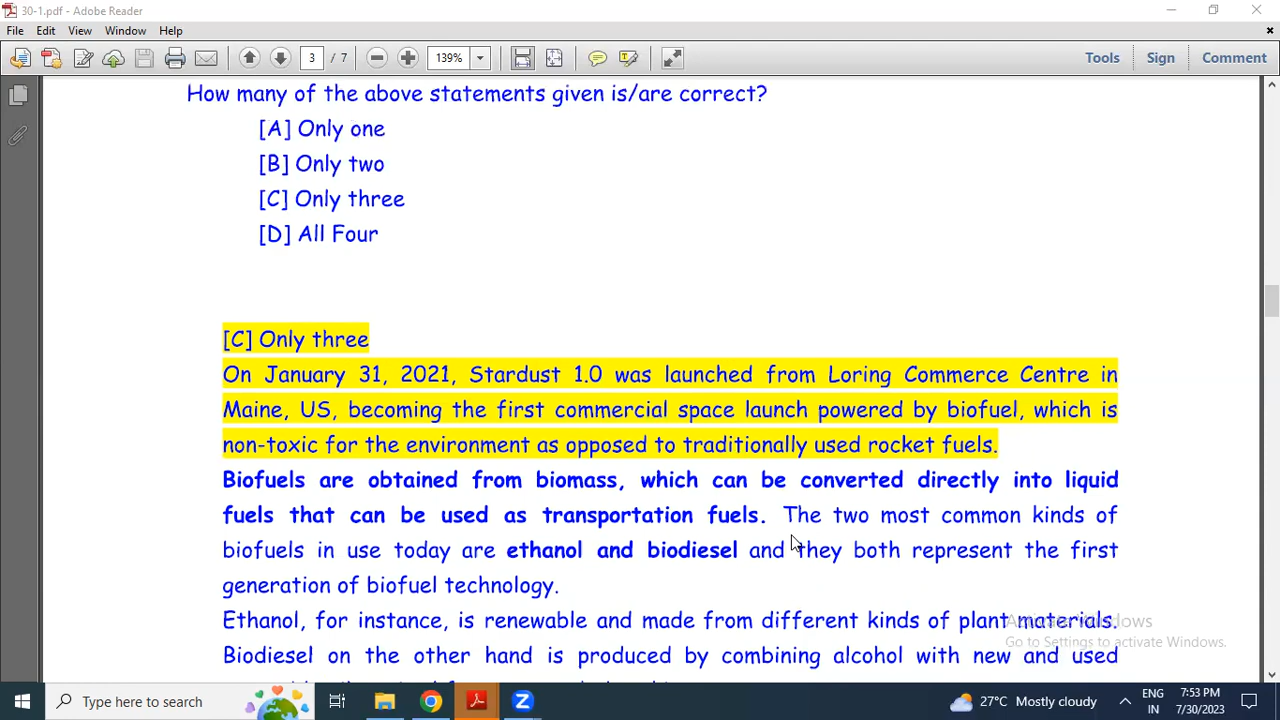 30-1.pdf - Adobe Reader
File Edit View Window Help
3 / 7 139% Tools Sign Comment
How many of the above statements given is/are correct?
[A] Only one
[B] Only two
[C] Only three
[D] All Four
[C] Only three
On January 31, 2021, Stardust 1.0 was launched from Loring Commerce Centre in
Maine, US, becoming the first commercial space launch powered by biofuel, which is
non-toxic for the environment as opposed to traditionally used rocket fuels.
Biofuels are obtained from biomass, which can be converted directly into liquid
fuels that can be used as transportation fuels. The two most common kinds of
biofuels in use today are ethanol and biodiesel and they both represent the first
generation of biofuel technology.
Ethanol, for instance, is renewable and made from different kinds of plant materials.
Activate Windows
Go to Settings to activate Windows.
Biodiesel on the other hand is produced by combining alcohol with new and used
Type here to search
27°C Mostly cloudy
ENG
IN
7:53 PM
7/30/2023